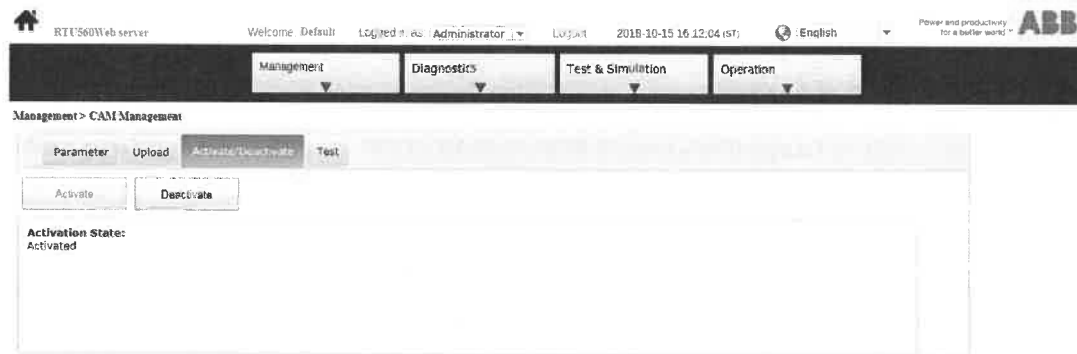 RTU560Web server Welcome Default Logged in as Administrator Logout 2018-10-15 16:12:04 (ST) English Power and productivity for a better world™ ABB
Management Diagnostics Test & Simulation Operation
Management > CAM Management
Parameter Upload Activate/Deactivate Test
Activate Deactivate
Activation State:
Activated